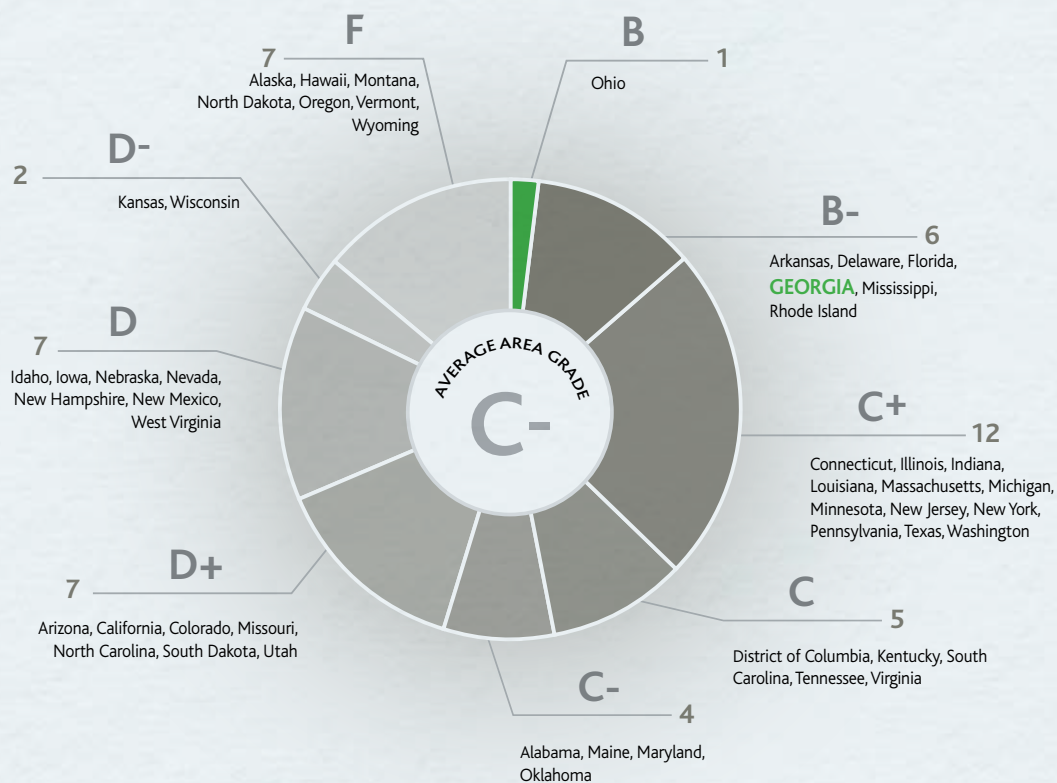 F
7
Alaska, Hawaii, Montana,
North Dakota, Oregon, Vermont,
Wyoming
B
1
Ohio
D-
2
Kansas, Wisconsin
B-
6
Arkansas, Delaware, Florida,
GEORGIA, Mississippi,
Rhode Island
D
7
Idaho, Iowa, Nebraska, Nevada,
New Hampshire, New Mexico,
West Virginia
AVERAGE AREA GRADE
C-
C+
12
Connecticut, Illinois, Indiana,
Louisiana, Massachusetts, Michigan,
Minnesota, New Jersey, New York,
Pennsylvania, Texas, Washington
D+
7
Arizona, California, Colorado, Missouri,
North Carolina, South Dakota, Utah
C
5
District of Columbia, Kentucky, South
Carolina, Tennessee, Virginia
C-
4
Alabama, Maine, Maryland,
Oklahoma